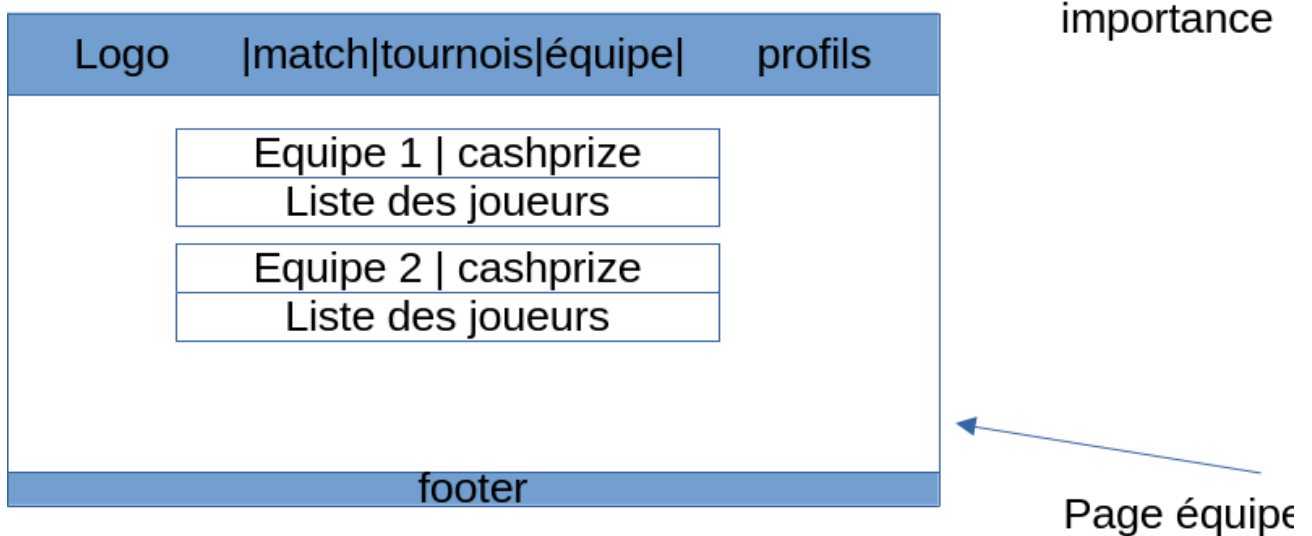 importance
Logo |match|tournois|équipe| profils
Equipe 1 | cashprize
Liste des joueurs
Equipe 2 | cashprize
Liste des joueurs
footer
Page équipe